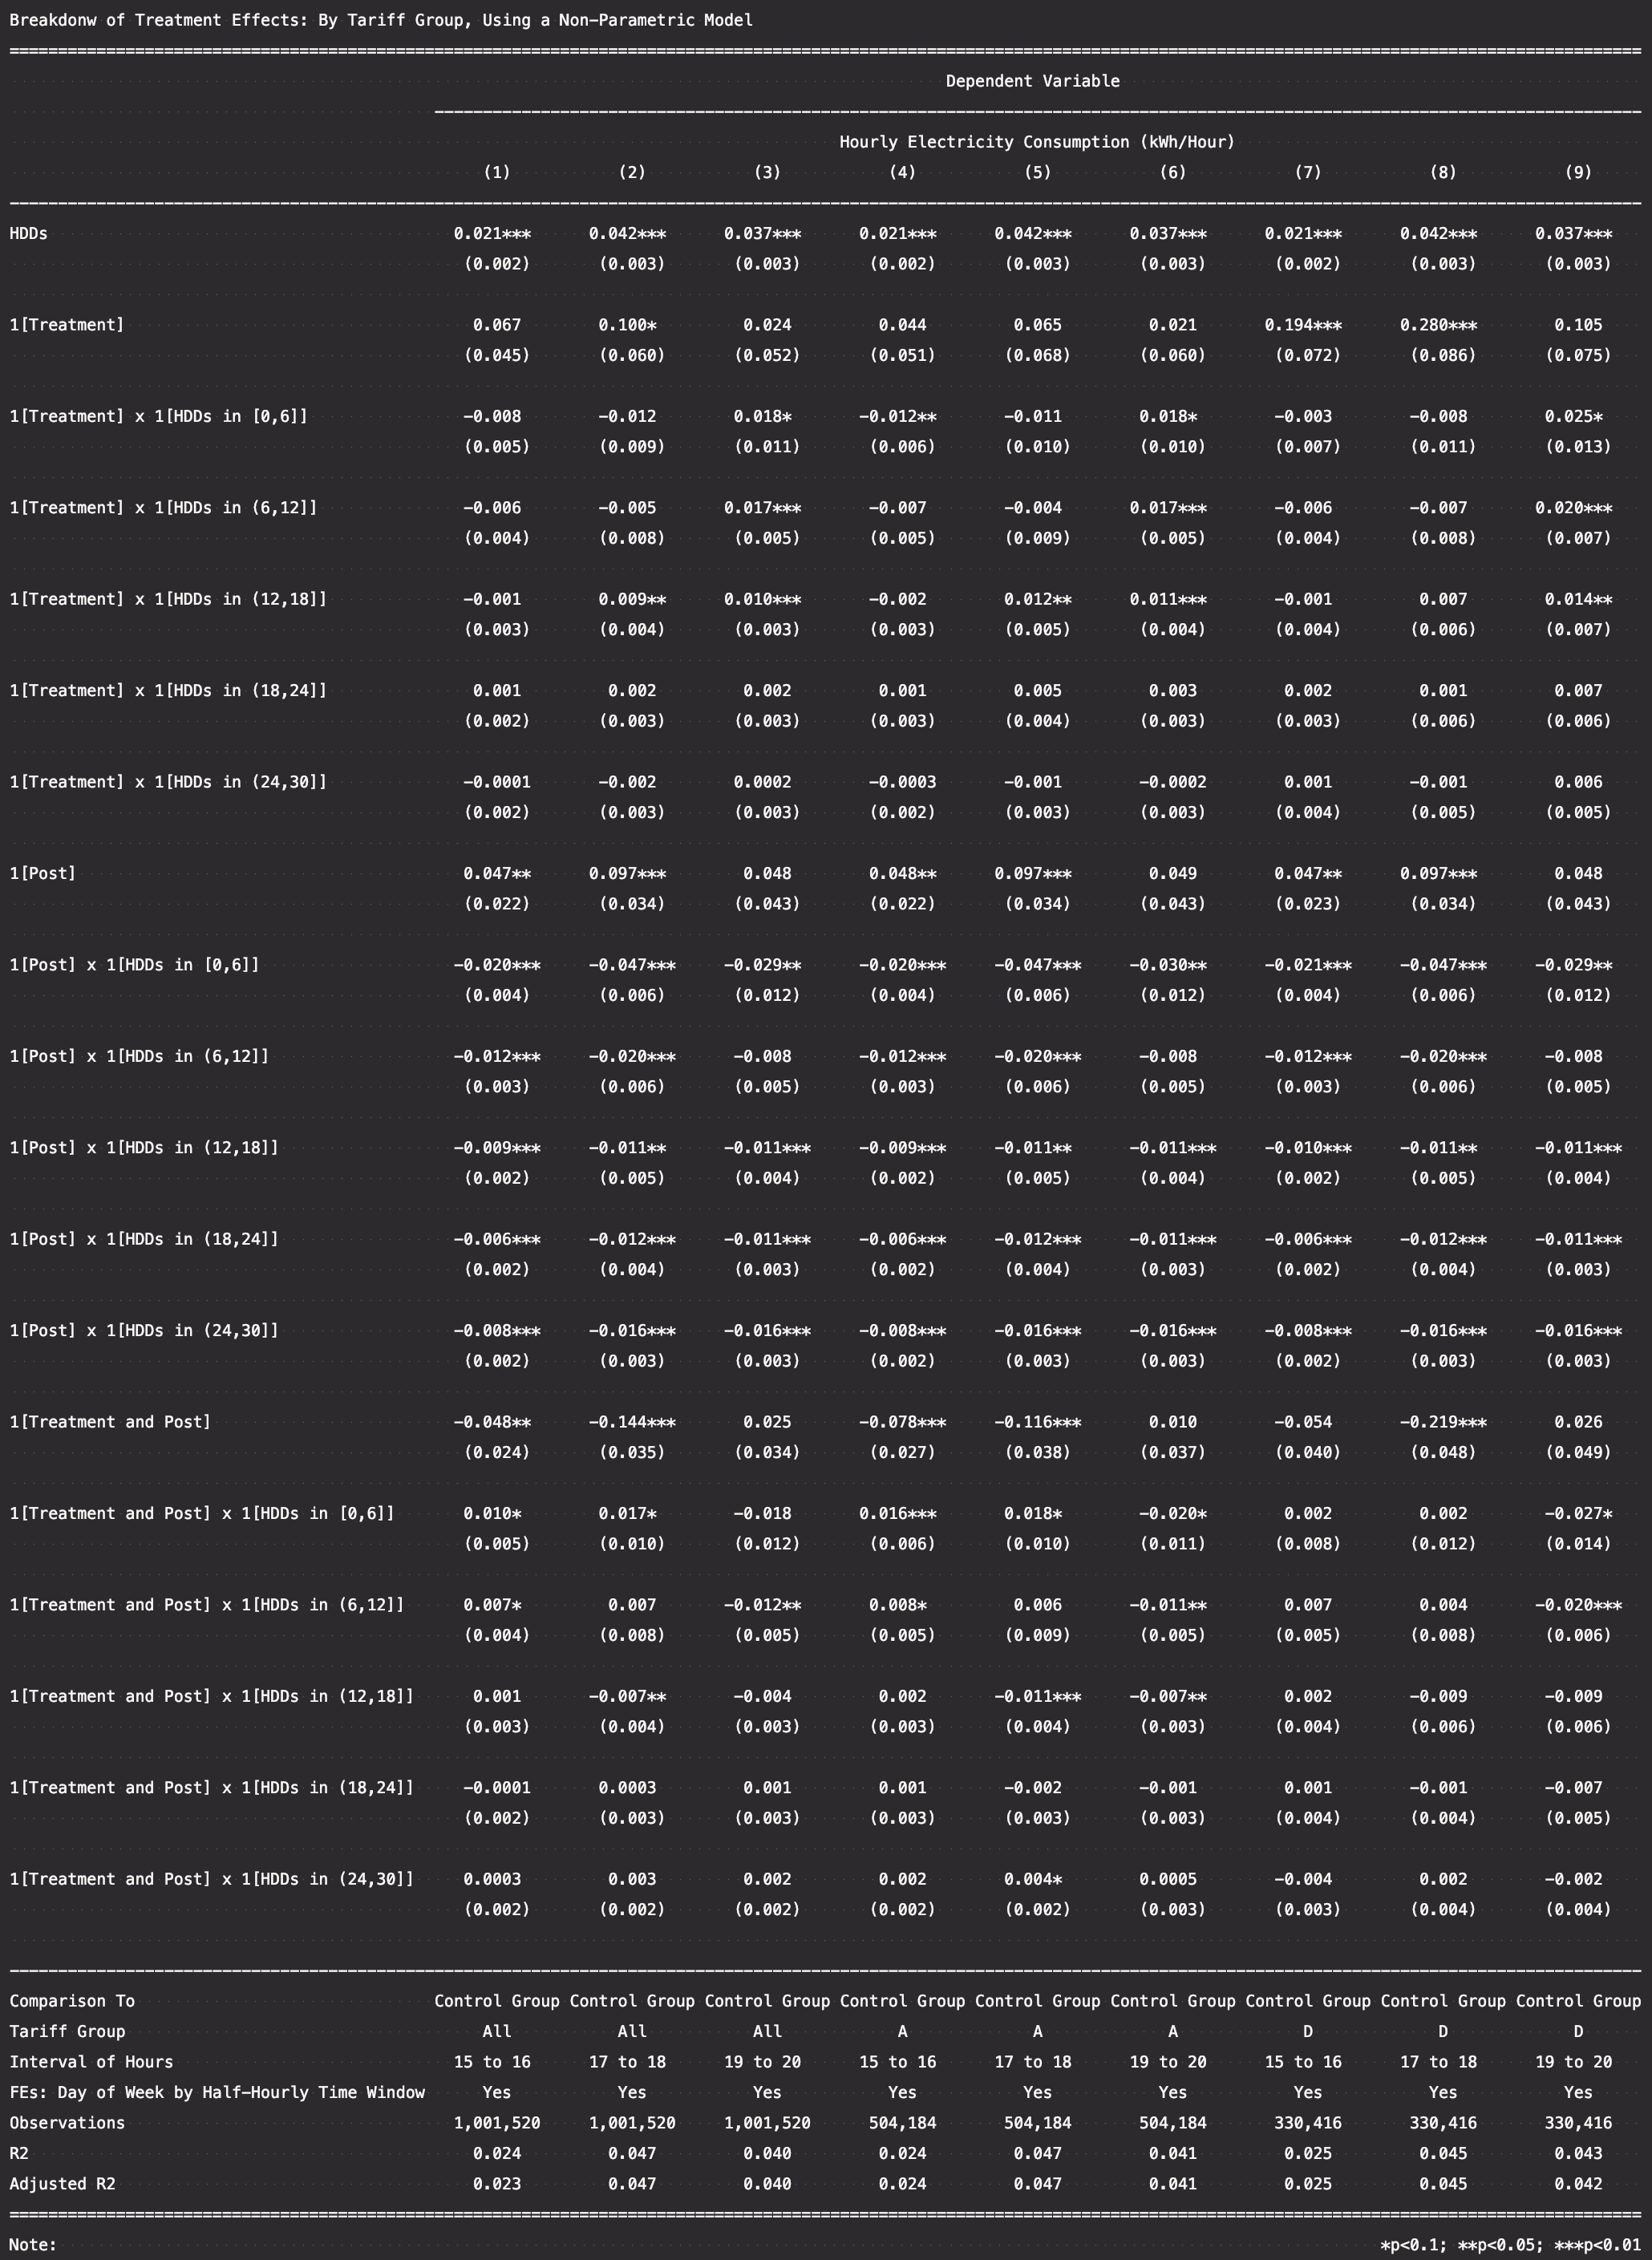 Breakdonw of Treatment Effects: By Tariff Group, Using a Non-Parametric Model
Dependent Variable
Hourly Electricity Consumption (kWh/Hour)
(1) (2) (3) (4) (5) (6) (7) (8) (9)
HDDs 0.021*** 0.042*** 0.037*** 0.021*** 0.042*** 0.037*** 0.021*** 0.042*** 0.037***
(0.002) (0.003) (0.003) (0.002) (0.003) (0.003) (0.002) (0.003) (0.003)
1[Treatment] 0.067 0.100* 0.024 0.044 0.065 0.021 0.194*** 0.280*** 0.105
(0.045) (0.060) (0.052) (0.051) (0.068) (0.060) (0.072) (0.086) (0.075)
1[Treatment] x 1[HDDs in [0,6]] -0.008 -0.012 0.018* -0.012** -0.011 0.018* -0.003 -0.008 0.025*
(0.005) (0.009) (0.011) (0.006) (0.010) (0.010) (0.007) (0.011) (0.013)
1[Treatment] x 1[HDDs in (6,12]] -0.006 -0.005 0.017*** -0.007 -0.004 0.017*** -0.006 -0.007 0.020***
(0.004) (0.008) (0.005) (0.005) (0.009) (0.005) (0.004) (0.008) (0.007)
1[Treatment] x 1[HDDs in (12,18]] -0.001 0.009** 0.010*** -0.002 0.012** 0.011*** -0.001 0.007 0.014**
(0.003) (0.004) (0.003) (0.003) (0.005) (0.004) (0.004) (0.006) (0.007)
1[Treatment] x 1[HDDs in (18,24]] 0.001 0.002 0.002 0.001 0.005 0.003 0.002 0.001 0.007
(0.002) (0.003) (0.003) (0.003) (0.004) (0.003) (0.003) (0.006) (0.006)
1[Treatment] x 1[HDDs in (24,30]] -0.0001 -0.002 0.0002 -0.0003 -0.001 -0.0002 0.001 -0.001 0.006
(0.002) (0.003) (0.003) (0.002) (0.003) (0.003) (0.004) (0.005) (0.005)
1[Post] 0.047** 0.097*** 0.048 0.048** 0.097*** 0.049 0.047** 0.097*** 0.048
(0.022) (0.034) (0.043) (0.022) (0.034) (0.043) (0.023) (0.034) (0.043)
1[Post] x 1[HDDs in [0,6]] -0.020*** -0.047*** -0.029** -0.020*** -0.047*** -0.030** -0.021*** -0.047*** -0.029**
(0.004) (0.006) (0.012) (0.004) (0.006) (0.012) (0.004) (0.006) (0.012)
1[Post] x 1[HDDs in (6,12]] -0.012*** -0.020*** -0.008 -0.012*** -0.020*** -0.008 -0.012*** -0.020*** -0.008
(0.003) (0.006) (0.005) (0.003) (0.006) (0.005) (0.003) (0.006) (0.005)
1[Post] x 1[HDDs in (12,18]] -0.009*** -0.011** -0.011*** -0.009*** -0.011** -0.011*** -0.010*** -0.011** -0.011***
(0.002) (0.005) (0.004) (0.002) (0.005) (0.004) (0.002) (0.005) (0.004)
1[Post] x 1[HDDs in (18,24]] -0.006*** -0.012*** -0.011*** -0.006*** -0.012*** -0.011*** -0.006*** -0.012*** -0.011***
(0.002) (0.004) (0.003) (0.002) (0.004) (0.003) (0.002) (0.004) (0.003)
1[Post] x 1[HDDs in (24,30]] -0.008*** -0.016*** -0.016*** -0.008*** -0.016*** -0.016*** -0.008*** -0.016*** -0.016***
(0.002) (0.003) (0.003) (0.002) (0.003) (0.003) (0.002) (0.003) (0.003)
1[Treatment and Post] -0.048** -0.144*** 0.025 -0.078*** -0.116*** 0.010 -0.054 -0.219*** 0.026
(0.024) (0.035) (0.034) (0.027) (0.038) (0.037) (0.040) (0.048) (0.049)
1[Treatment and Post] x 1[HDDs in [0,6]] 0.010* 0.017* -0.018 0.016*** 0.018* -0.020* 0.002 0.002 -0.027*
(0.005) (0.010) (0.012) (0.006) (0.010) (0.011) (0.008) (0.012) (0.014)
1[Treatment and Post] x 1[HDDs in (6,12]] 0.007* 0.007 -0.012** 0.008* 0.006 -0.011** 0.007 0.004 -0.020***
(0.004) (0.008) (0.005) (0.005) (0.009) (0.005) (0.005) (0.008) (0.006)
1[Treatment and Post] x 1[HDDs in (12,18]] 0.001 -0.007** -0.004 0.002 -0.011*** -0.007** 0.002 -0.009 -0.009
(0.003) (0.004) (0.003) (0.003) (0.004) (0.003) (0.004) (0.006) (0.006)
1[Treatment and Post] x 1[HDDs in (18,24]] -0.0001 0.0003 0.001 0.001 -0.002 -0.001 0.001 -0.001 -0.007
(0.002) (0.003) (0.003) (0.003) (0.003) (0.003) (0.004) (0.004) (0.005)
1[Treatment and Post] x 1[HDDs in (24,30]] 0.0003 0.003 0.002 0.002 0.004* 0.0005 -0.004 0.002 -0.002
(0.002) (0.002) (0.002) (0.002) (0.002) (0.003) (0.003) (0.004) (0.004)
Comparison To Control Group Control Group Control Group Control Group Control Group Control Group Control Group Control Group Control Group
Tariff Group All All All A A A D D D
Interval of Hours 15 to 16 17 to 18 19 to 20 15 to 16 17 to 18 19 to 20 15 to 16 17 to 18 19 to 20
FEs: Day of Week by Half-Hourly Time Window Yes Yes Yes Yes Yes Yes Yes Yes Yes
Observations 1,001,520 1,001,520 1,001,520 504,184 504,184 504,184 330,416 330,416 330,416
R2 0.024 0.047 0.040 0.024 0.047 0.041 0.025 0.045 0.043
Adjusted R2 0.023 0.047 0.040 0.024 0.047 0.041 0.025 0.045 0.042
Note: *p<0.1; **p<0.05; ***p<0.01